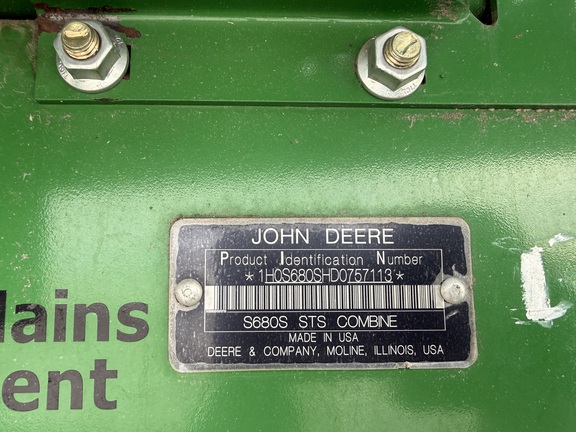 JOHN DEERE
Product Identification Number
*1H0S680SHD0757113*
S680S STS COMBINE
MADE IN USA
DEERE & COMPANY, MOLINE, ILLINOIS, USA
lains
ent
L